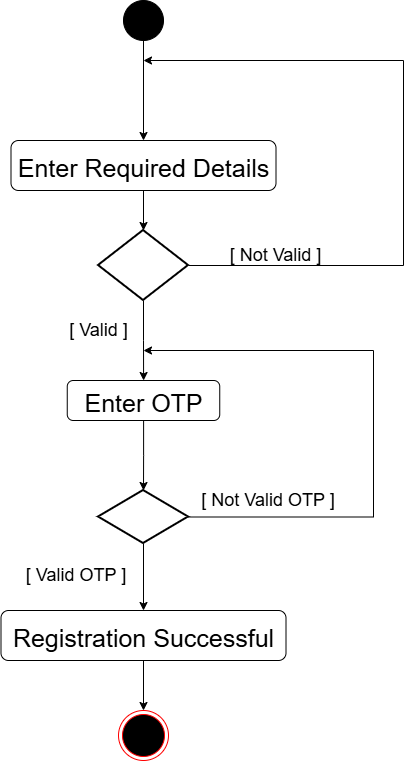 Enter Required Details
[ Not Valid ]
[ Valid ]
Enter OTP
[ Not Valid OTP ]
[ Valid OTP ]
Registration Successful